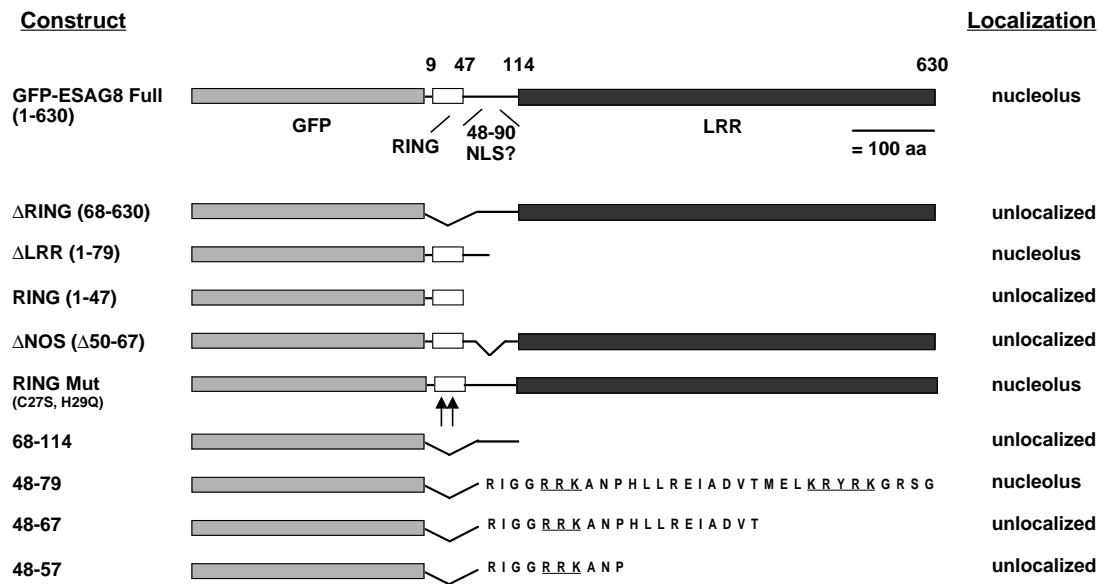 Construct Localization
9 47 114 630
GFP-ESAG8 Full nucleolus
(1-630)
GFP RING 48-90 LRR
NLS? = 100 aa
ΔRING (68-630) unlocalized
ΔLRR (1-79) nucleolus
RING (1-47) unlocalized
ΔNOS (Δ50-67) unlocalized
RING Mut nucleolus
(C27S, H29Q)
68-114 unlocalized
48-79 R I G G R R K A N P H L L R E I A D V T M E L K R Y R K G R S G nucleolus
48-67 R I G G R R K A N P H L L R E I A D V T unlocalized
48-57 R I G G R R K A N P unlocalized